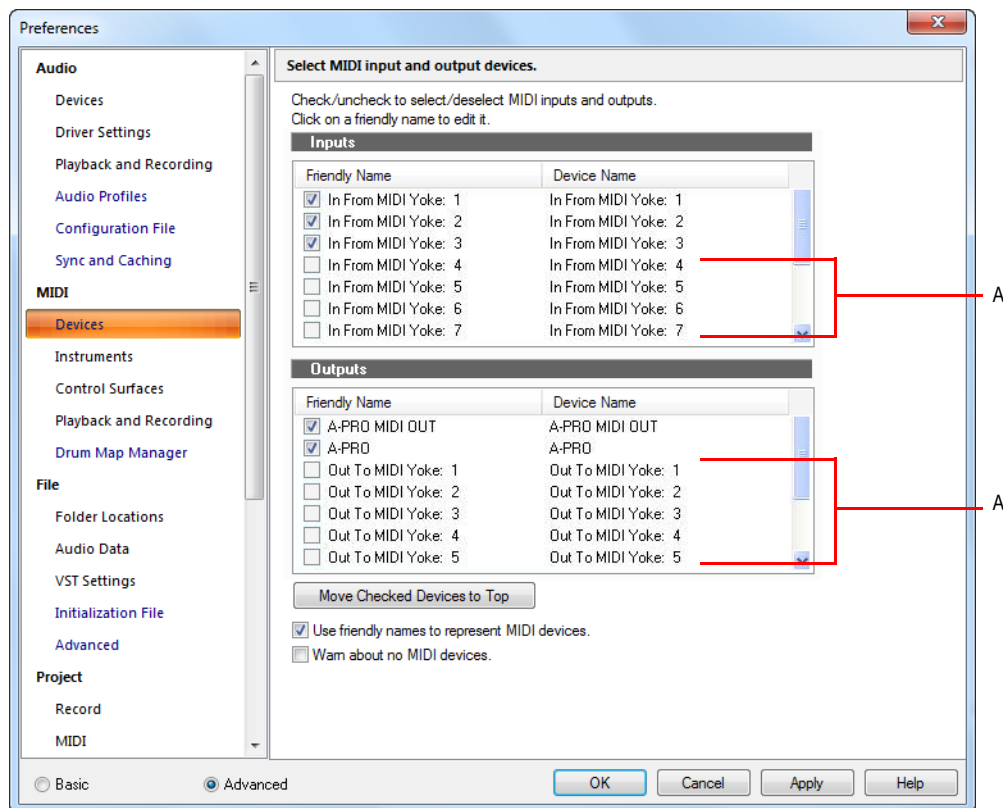 Preferences
Audio
Devices
Driver Settings
Playback and Recording
Audio Profiles
Configuration File
Sync and Caching
MIDI
Devices
Instruments
Control Surfaces
Playback and Recording
Drum Map Manager
File
Folder Locations
Audio Data
VST Settings
Initialization File
Advanced
Project
Record
MIDI
Select MIDI input and output devices.
Check/uncheck to select/deselect MIDI inputs and outputs.
Click on a friendly name to edit it.
Inputs
Friendly Name Device Name
In From MIDI Yoke: 1 In From MIDI Yoke: 1
In From MIDI Yoke: 2 In From MIDI Yoke: 2
In From MIDI Yoke: 3 In From MIDI Yoke: 3
In From MIDI Yoke: 4 In From MIDI Yoke: 4
In From MIDI Yoke: 5 In From MIDI Yoke: 5
In From MIDI Yoke: 6 In From MIDI Yoke: 6
In From MIDI Yoke: 7 In From MIDI Yoke: 7
A
Outputs
Friendly Name Device Name
A-PRO MIDI OUT A-PRO MIDI OUT
A-PRO A-PRO
Out To MIDI Yoke: 1 Out To MIDI Yoke: 1
Out To MIDI Yoke: 2 Out To MIDI Yoke: 2
Out To MIDI Yoke: 3 Out To MIDI Yoke: 3
Out To MIDI Yoke: 4 Out To MIDI Yoke: 4
Out To MIDI Yoke: 5 Out To MIDI Yoke: 5
A
Move Checked Devices to Top
Use friendly names to represent MIDI devices.
Warn about no MIDI devices.
Basic Advanced OK Cancel Apply Help